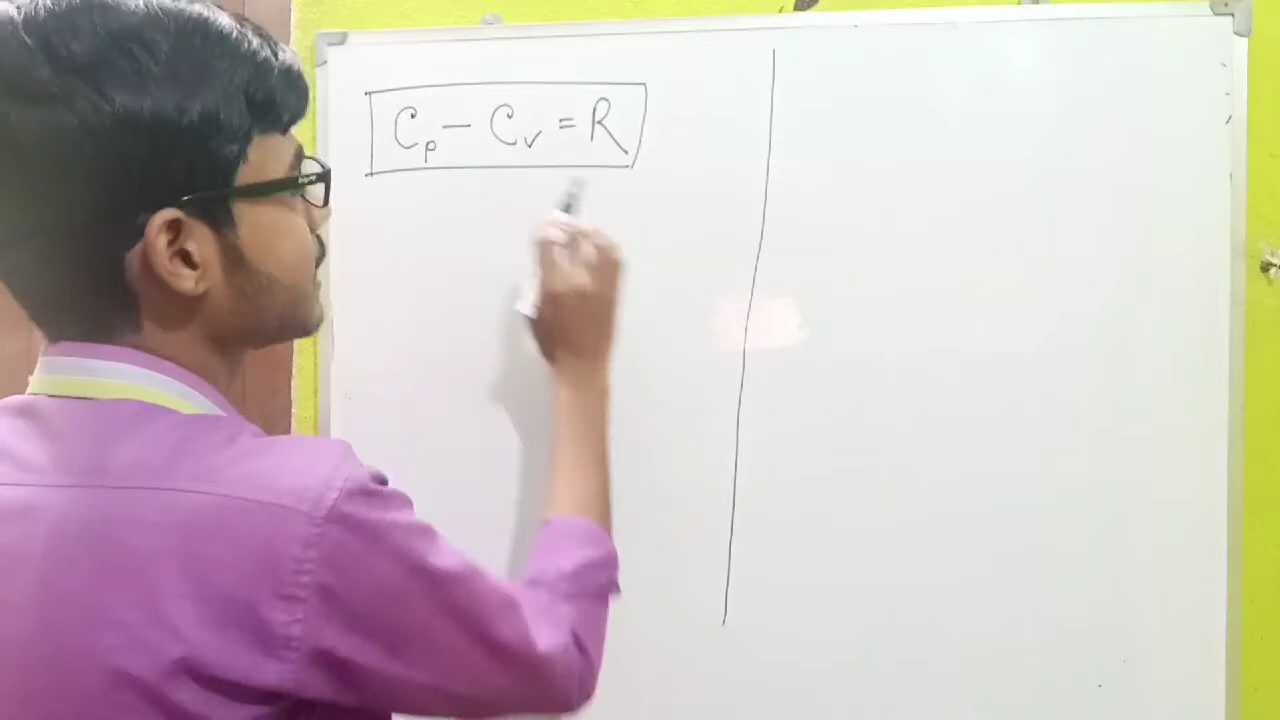 Cp − Cv = R